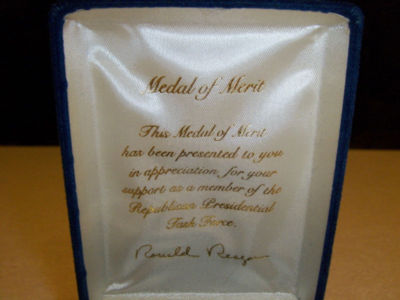 Medal of Merit
This Medal of Merit
has been presented to you
in appreciation, for your
support as a member of the
Republican Presidential
Task Force.
Ronald Reagan